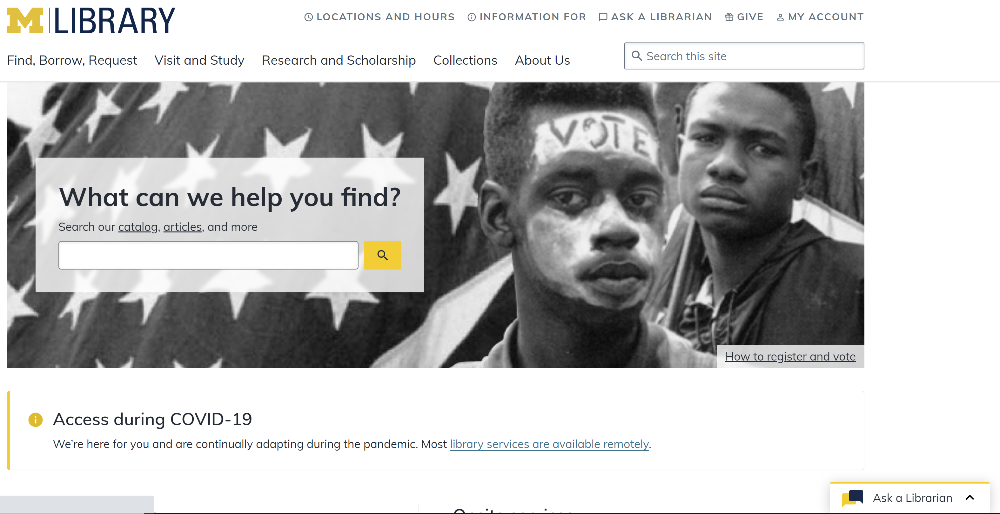 M LIBRARY
LOCATIONS AND HOURS INFORMATION FOR ASK A LIBRARIAN GIVE MY ACCOUNT
Find, Borrow, Request Visit and Study Research and Scholarship Collections About Us Search this site
VOTE
What can we help you find?
Search our catalog, articles, and more
How to register and vote
Access during COVID-19
We’re here for you and are continually adapting during the pandemic. Most library services are available remotely.
Ask a Librarian
Onsite services